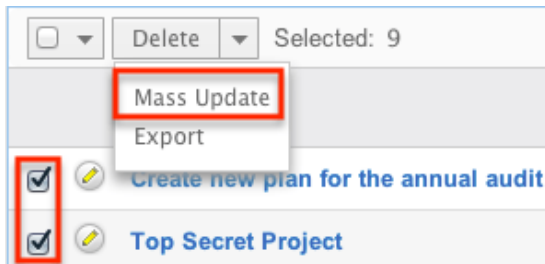 Delete Selected: 9
Mass Update
Export
Create new plan for the annual audit
Top Secret Project